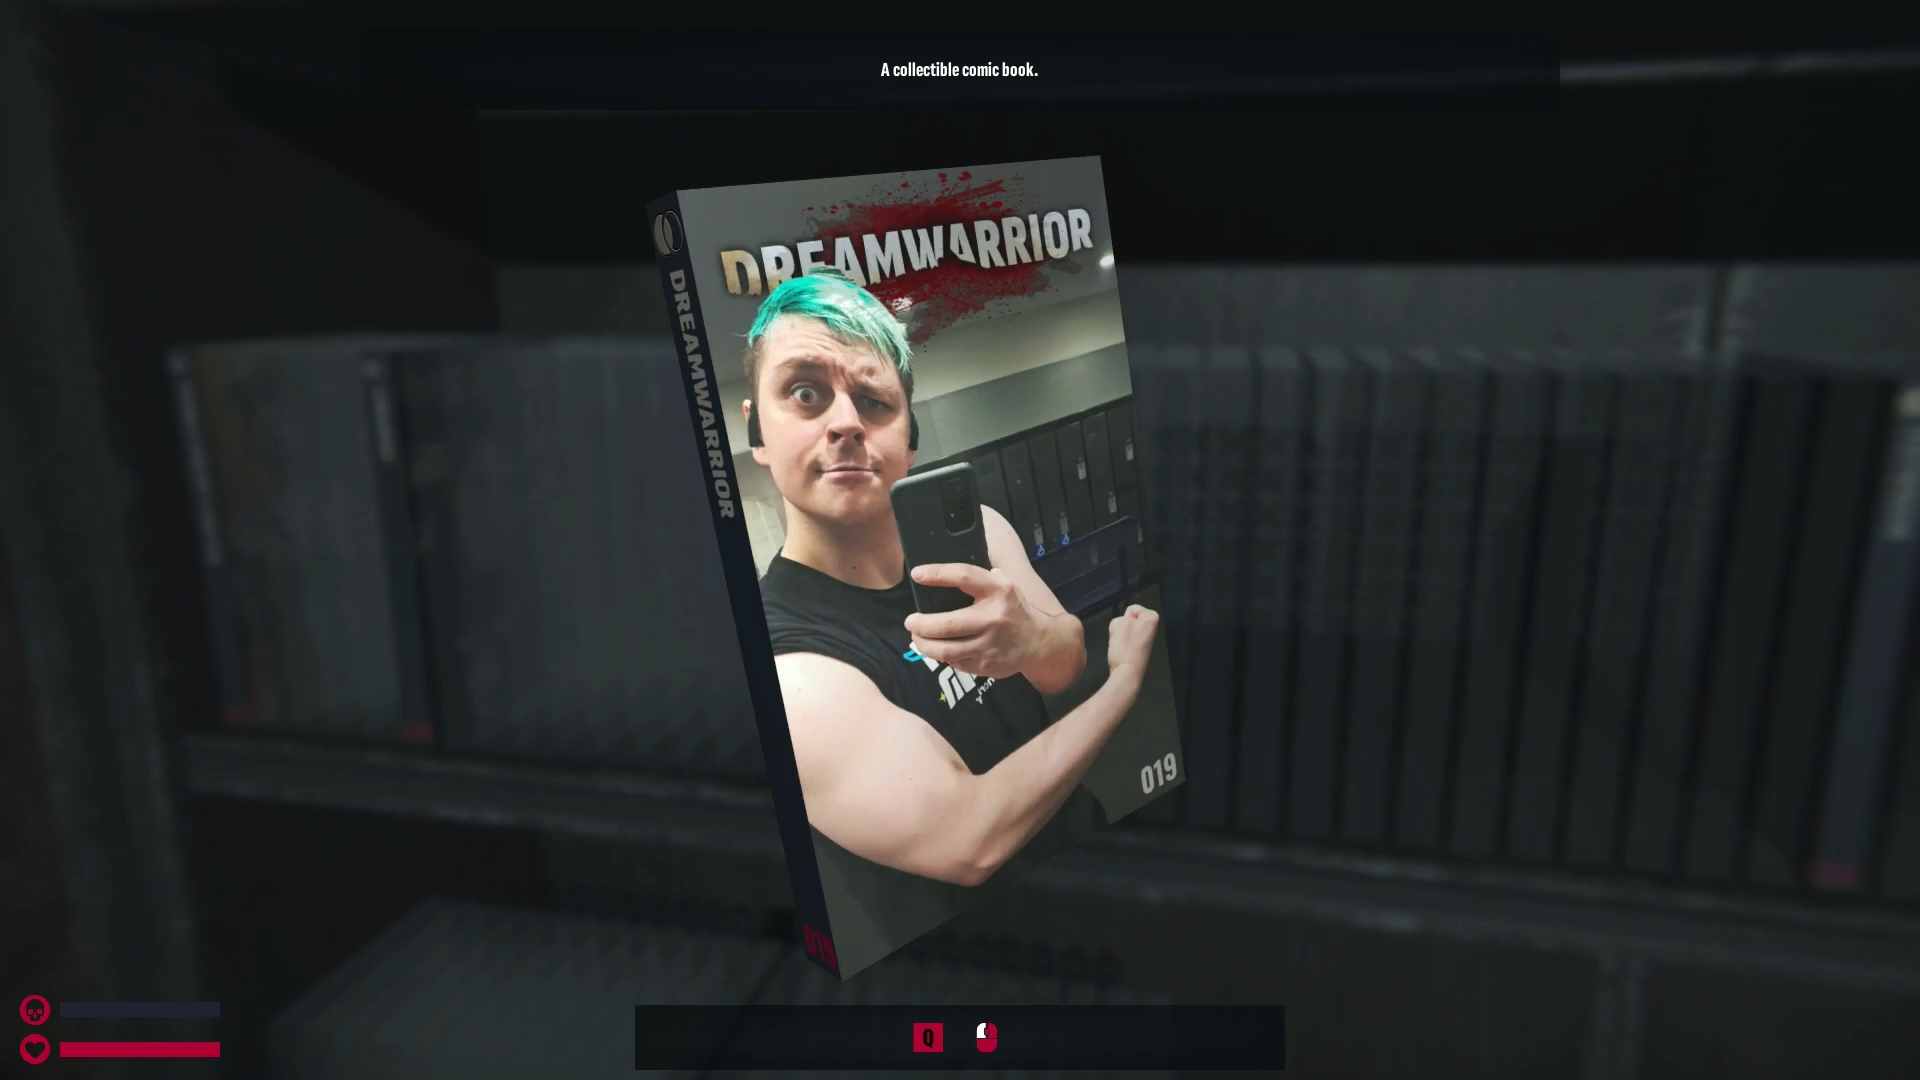 A collectible comic book.
DREAMWARRIOR
DREAMWARRIOR
019
019
Q